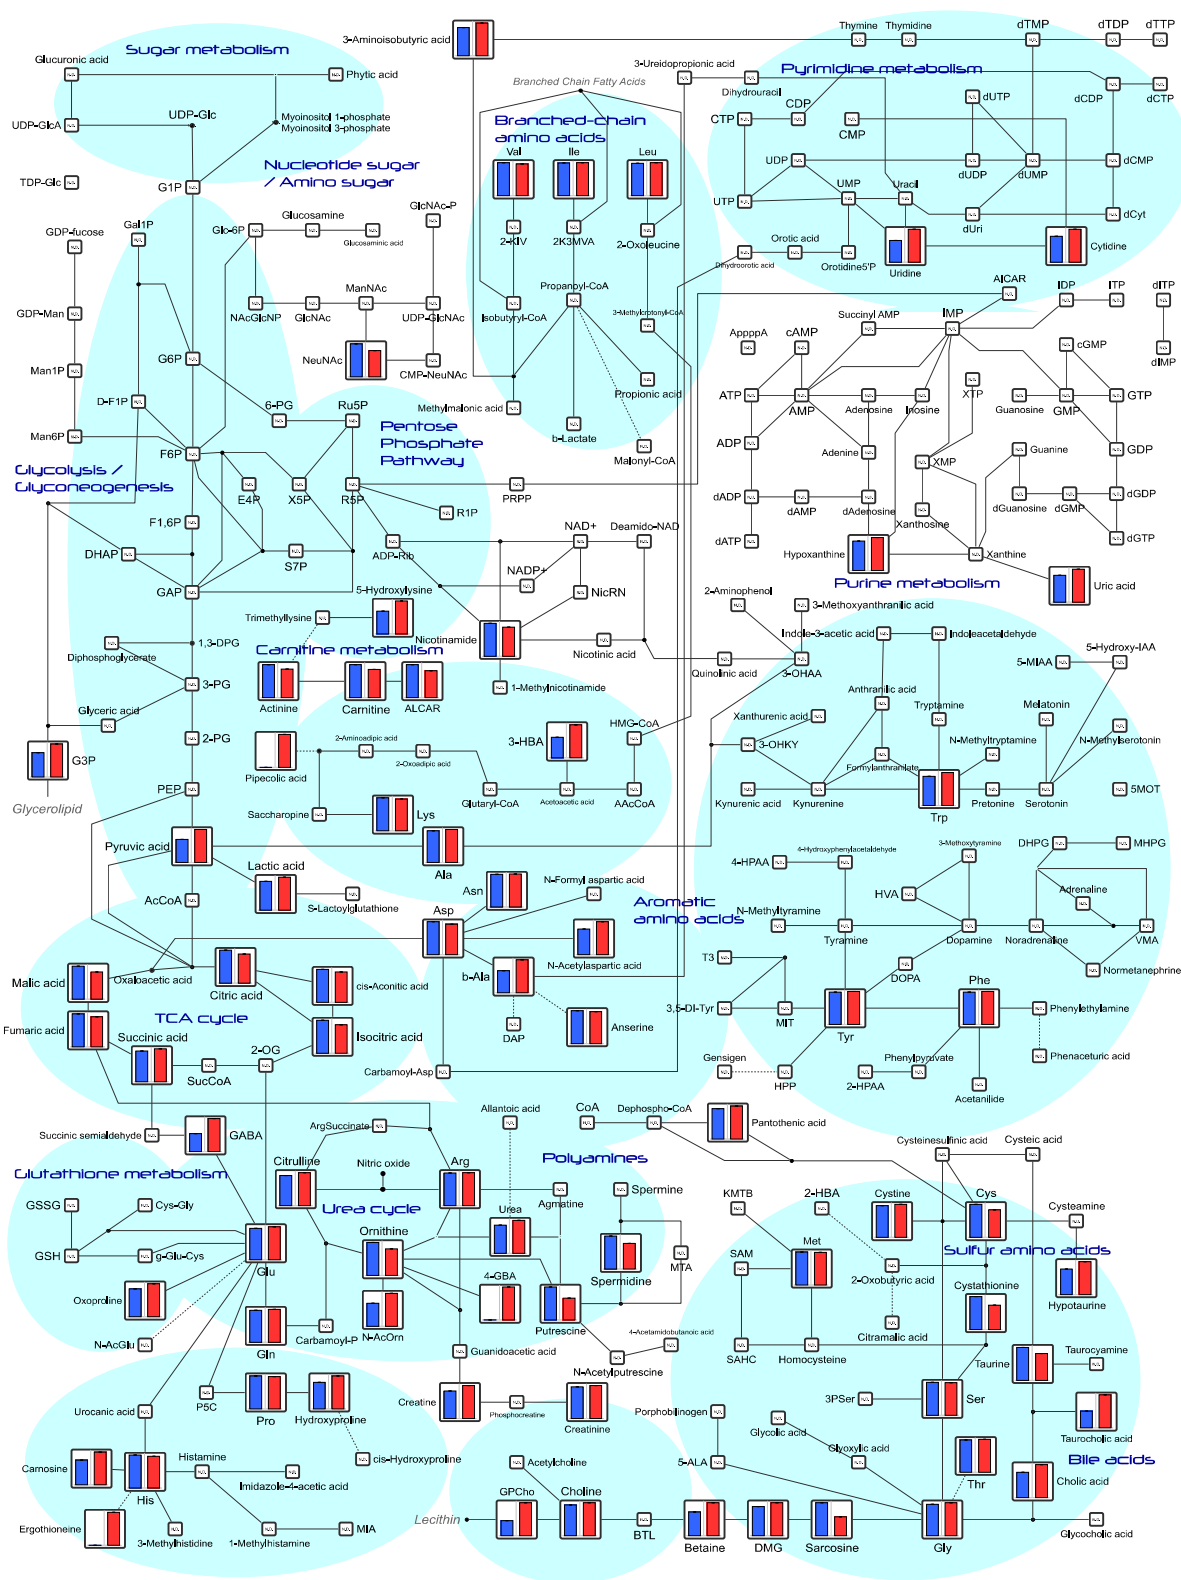 3-Aminoisobutyric acid
Thymine
Thymidine
dTMP
dTDP
dTTP
Sugar metabolism
Glucuronic acid
Phytic acid
UDP-Glc
UDP-GlcA
Myoinositol 1-phosphate
Myoinositol 3-phosphate
TDP-Glc
G1P
Nucleotide sugar
/ Amino sugar
Branched Chain Fatty Acids
Branched-chain
amino acids
Val
Ile
Leu
2-KIV
2K3MVA
2-Oxoleucine
Propanoyl-CoA
Isobutyryl-CoA
3-Methylcrotonyl-CoA
Methylmalonic acid
Propionic acid
b-Lactate
Malonyl-CoA
3-Ureidopropionic acid
Dihydrouracil
Pyrimidine metabolism
CDP
CTP
CMP
dUTP
dCDP
dCTP
UDP
dUDP
dUMP
dCMP
UTP
UMP
Uracil
dUri
dCyt
Orotic acid
Dihydroorotic acid
Orotidine5'P
Uridine
Cytidine
GDP-fucose
Gal1P
Glc-6P
Glucosamine
Glucosaminic acid
GlcNAc-P
GDP-Man
NAcGlcNP
GlcNAc
ManNAc
UDP-GlcNAc
NeuNAc
CMP-NeuNAc
Man1P
G6P
D-F1P
Man6P
6-PG
Ru5P
F6P
Pentose
Phosphate
Pathway
Glycolysis /
Glyconeogenesis
E4P
X5P
R5P
R1P
PRPP
F1,6P
DHAP
S7P
GAP
ADP-Rib
NAD+
Deamido-NAD
NADP+
NicRN
Nicotinamide
Nicotinic acid
1-Methylnicotinamide
Quinolinic acid
AICAR
IDP
ITP
dITP
Succinyl AMP
IMP
AppppA
cAMP
cGMP
dIMP
ATP
AMP
Adenosine
Inosine
XTP
Guanosine
GMP
GTP
ADP
Adenine
XMP
Guanine
GDP
dADP
dAMP
dAdenosine
Xanthosine
dGuanosine
dGMP
dGDP
dATP
Hypoxanthine
Xanthine
dGTP
Purine metabolism
Uric acid
5-Hydroxylysine
Trimethyllysine
Carnitine metabolism
Actinine
Carnitine
ALCAR
1,3-DPG
Diphosphoglycerate
3-PG
Glyceric acid
2-PG
G3P
Glycerolipid
PEP
Pyruvic acid
Lactic acid
AcCoA
S-Lactoylglutathione
Pipecolic acid
2-Aminoadipic acid
2-Oxoadipic acid
3-HBA
HMG-CoA
Glutaryl-CoA
Acetoacetic acid
AAcCoA
Saccharopine
Lys
Ala
2-Aminophenol
3-Methoxyanthranilic acid
Indole-3-acetic acid
Indoleacetaldehyde
3-OHAA
5-MIAA
5-Hydroxy-IAA
Anthranilic acid
Tryptamine
Melatonin
Xanthurenic acid
3-OHKY
N-Methyltryptamine
N-Methylserotonin
Formylanthranilate
Kynurenic acid
Kynurenine
Trp
Pretonine
Serotonin
5MOT
4-HPAA
4-Hydroxyphenylacetaldehyde
3-Methoxytyramine
DHPG
MHPG
HVA
Adrenaline
N-Methyltyramine
Tyramine
Dopamine
Noradrenaline
VMA
Normetanephrine
Aromatic
amino acids
T3
DOPA
3,5-DI-Tyr
MIT
Tyr
Phe
Phenylethylamine
Gensigen
HPP
Phenylpyruvate
2-HPAA
Acetanilide
Phenaceturic acid
Asn
N-Formyl aspartic acid
Asp
N-Acetylaspartic acid
b-Ala
DAP
Anserine
Carbamoyl-Asp
Malic acid
Oxaloacetic acid
Citric acid
cis-Aconitic acid
Fumaric acid
TCA cycle
Isocitric acid
Succinic acid
2-OG
SucCoA
Succinic semialdehyde
GABA
Glutathione metabolism
GSSG
Cys-Gly
GSH
g-Glu-Cys
Glu
Oxoproline
N-AcGlu
Gln
Carbamoyl-P
ArgSuccinate
Citrulline
Nitric oxide
Arg
Urea cycle
Ornithine
N-AcOrn
Allantoic acid
Urea
Agmatine
Polyamines
Spermine
Spermidine
MTA
4-GBA
Putrescine
4-Acetamidobutanoic acid
N-Acetylputrescine
Guanidoacetic acid
Creatine
Phosphocreatine
Creatinine
CoA
Dephospho-CoA
Pantothenic acid
Cysteinesulfinic acid
Cysteic acid
KMTB
2-HBA
Cystine
Cys
Cysteamine
Sulfur amino acids
SAM
Met
2-Oxobutyric acid
Cystathionine
Hypotaurine
Citramalic acid
SAHC
Homocysteine
Taurine
Taurocyamine
3PSer
Ser
Taurocholic acid
Porphobilinogen
Glycolic acid
Glyoxylic acid
5-ALA
Thr
Bile acids
Cholic acid
Glycocholic acid
P5C
Pro
Hydroxyproline
cis-Hydroxyproline
Urocanic acid
Carnosine
His
Histamine
Imidazole-4-acetic acid
Ergothioneine
3-Methylhistidine
1-Methylhistamine
MIA
Acetylcholine
GPCho
Choline
Lecithin
BTL
Betaine
DMG
Sarcosine
Gly